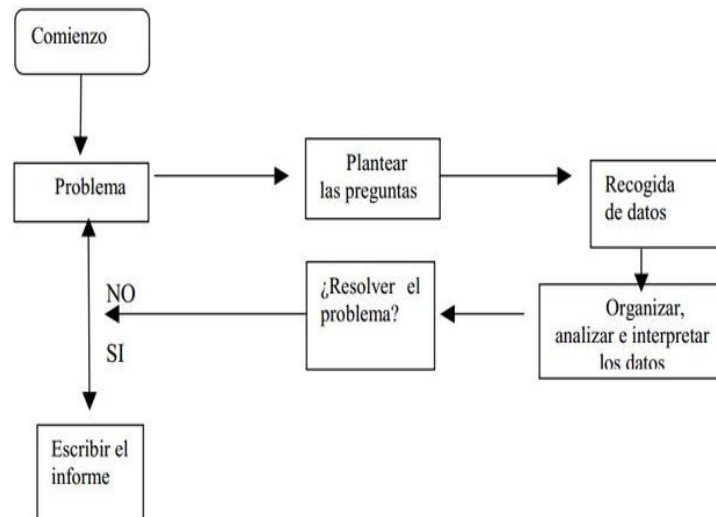 Comienzo
Problema
Plantear
las preguntas
Recogida
de datos
Organizar,
analizar e interpretar
los datos
¿Resolver el
problema?
NO
SI
Escribir el
informe